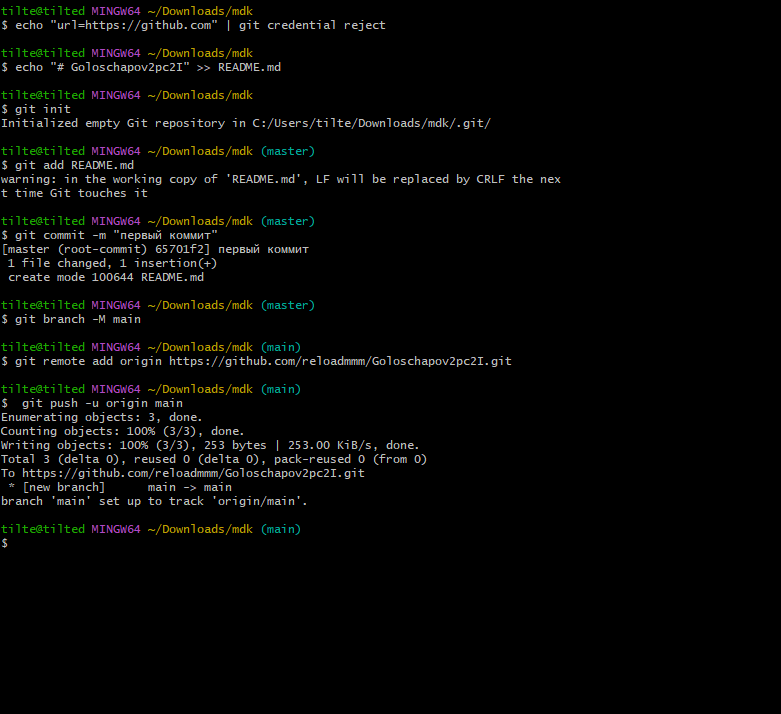 tilte@tilted MINGW64 ~/Downloads/mdk
$ echo "url=https://github.com" | git credential reject
tilte@tilted MINGW64 ~/Downloads/mdk
$ echo "# Goloschapov2pc2I" >> README.md
tilte@tilted MINGW64 ~/Downloads/mdk
$ git init
Initialized empty Git repository in C:/Users/tilte/Downloads/mdk/.git/
tilte@tilted MINGW64 ~/Downloads/mdk (master)
$ git add README.md
warning: in the working copy of 'README.md', LF will be replaced by CRLF the nex
t time Git touches it
tilte@tilted MINGW64 ~/Downloads/mdk (master)
$ git commit -m "первый коммит"
[master (root-commit) 65701f2] первый коммит
 1 file changed, 1 insertion(+)
 create mode 100644 README.md
tilte@tilted MINGW64 ~/Downloads/mdk (master)
$ git branch -M main
tilte@tilted MINGW64 ~/Downloads/mdk (main)
$ git remote add origin https://github.com/reloadmmm/Goloschapov2pc2I.git
tilte@tilted MINGW64 ~/Downloads/mdk (main)
$  git push -u origin main
Enumerating objects: 3, done.
Counting objects: 100% (3/3), done.
Writing objects: 100% (3/3), 253 bytes | 253.00 KiB/s, done.
Total 3 (delta 0), reused 0 (delta 0), pack-reused 0 (from 0)
To https://github.com/reloadmmm/Goloschapov2pc2I.git
 * [new branch]      main -> main
branch 'main' set up to track 'origin/main'.
tilte@tilted MINGW64 ~/Downloads/mdk (main)
$